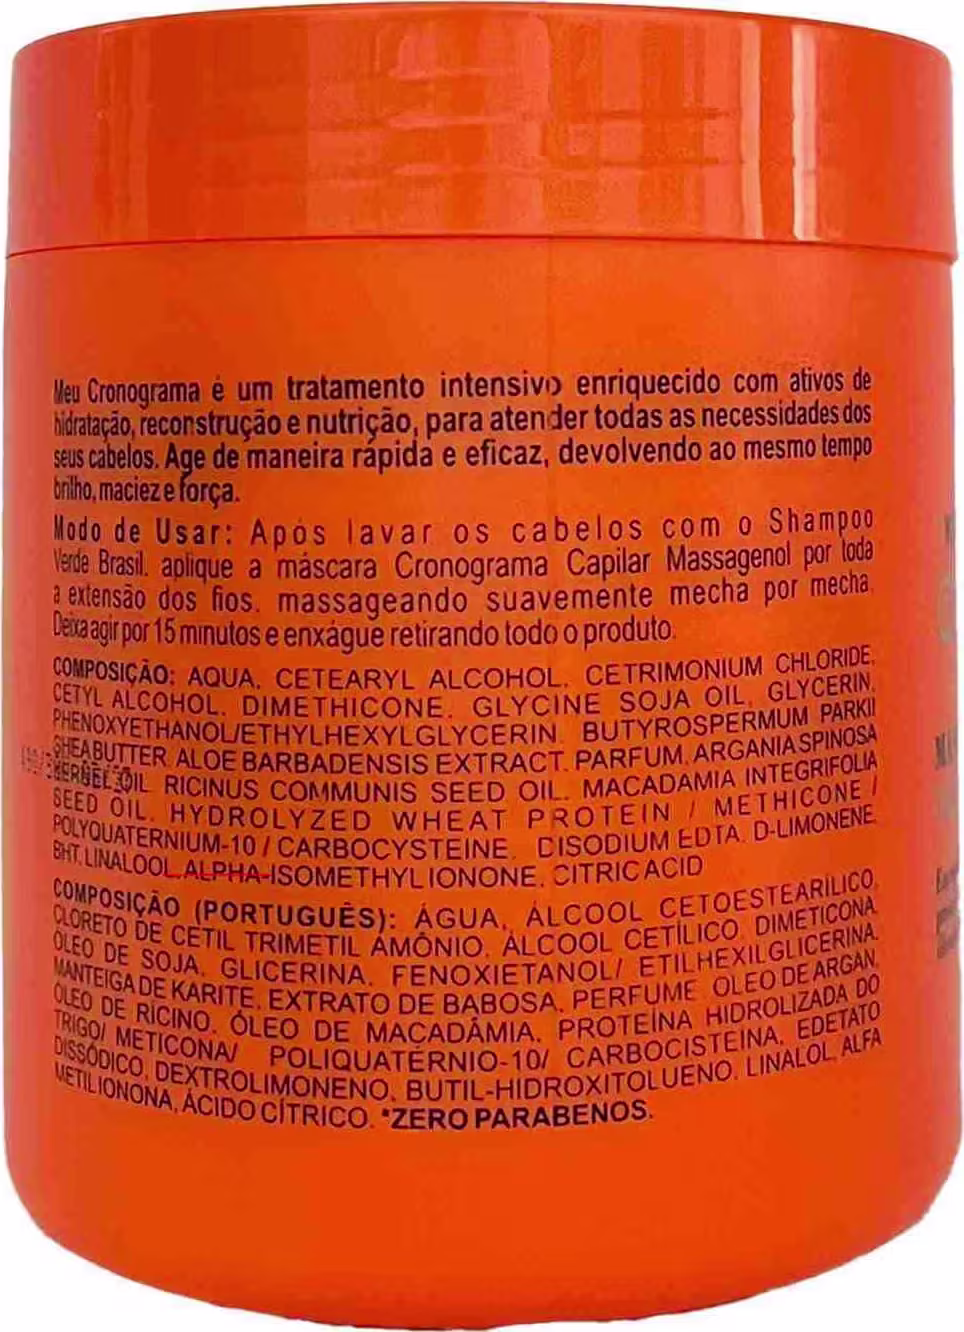 Meu Cronograma é um tratamento intensivo enriquecido com ativos de
hidratação, reconstrução e nutrição, para atender todas as necessidades dos
seus cabelos. Age de maneira rápida e eficaz, devolvendo ao mesmo tempo
brilho, maciez e força.
Modo de Usar: Após lavar os cabelos com o Shampoo
Verde Brasil. aplique a máscara Cronograma Capilar Massagenol por toda
a extensão dos fios. massageando suavemente mecha por mecha.
Deixa agir por 15 minutos e enxágue retirando todo o produto.
COMPOSIÇÃO: AQUA, CETEARYL ALCOHOL, CETRIMONIUM CHLORIDE,
CETYL ALCOHOL, DIMETHICONE, GLYCINE SOJA OIL, GLYCERIN,
PHENOXYETHANOL/ETHYLHEXYLGLYCERIN, BUTYROSPERMUM PARKII
SHEA BUTTER, ALOE BARBADENSIS EXTRACT, PARFUM, ARGANIA SPINOSA
KERNEL OIL, RICINUS COMMUNIS SEED OIL, MACADAMIA INTEGRIFOLIA
SEED OIL, HYDROLYZED WHEAT PROTEIN / METHICONE /
POLYQUATERNIUM-10 / CARBOCYSTEINE, DISODIUM EDTA, D-LIMONENE,
BHT, LINALOOL, ALPHA-ISOMETHYL IONONE, CITRIC ACID
COMPOSIÇÃO (PORTUGUÊS): ÁGUA, ÁLCOOL CETOESTEARÍLICO,
CLORETO DE CETIL TRIMETIL AMÔNIO, ÁLCOOL CETÍLICO, DIMETICONA,
ÓLEO DE SOJA, GLICERINA, FENOXIETANOL/ ETILHEXILGLICERINA,
MANTEIGA DE KARITE, EXTRATO DE BABOSA, PERFUME, OLEO DE ARGAN,
ÓLEO DE RICINO, ÓLEO DE MACADÂMIA, PROTEÍNA HIDROLIZADA DO
TRIGO/ METICONA/ POLIQUATÉRNIO-10/ CARBOCISTEÍNA, EDETATO
DISSÓDICO, DEXTROLIMONENO, BUTIL-HIDROXITOLUENO, LINALOL, ALFA
METIL IONONA, ÁCIDO CÍTRICO. *ZERO PARABENOS.